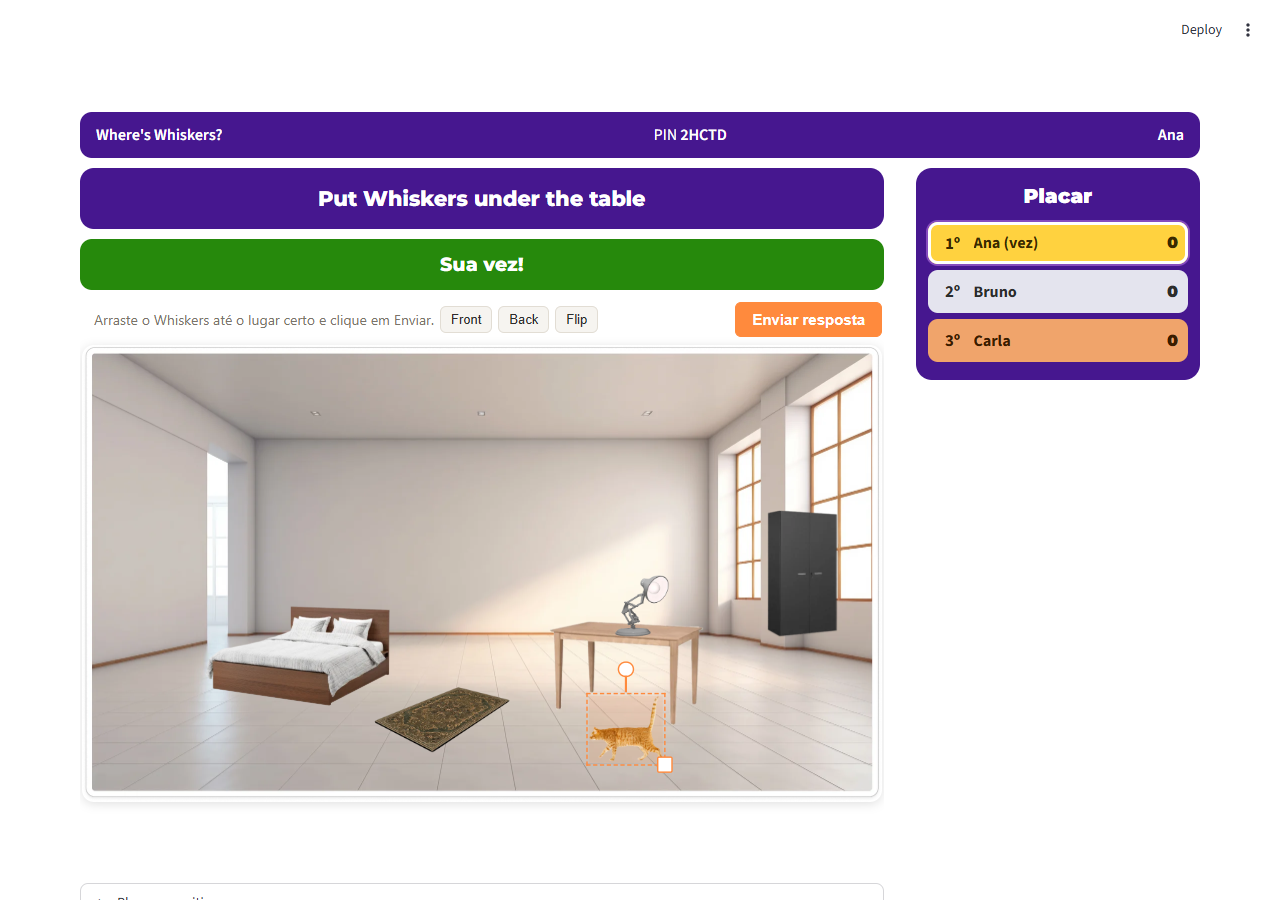 Deploy
Where's Whiskers?
PIN 2HCTD
Ana
Put Whiskers under the table
Sua vez!
Arraste o Whiskers até o lugar certo e clique em Enviar.
Front
Back
Flip
Enviar resposta
Placar
1º Ana (vez) 0
2º Bruno 0
3º Carla 0